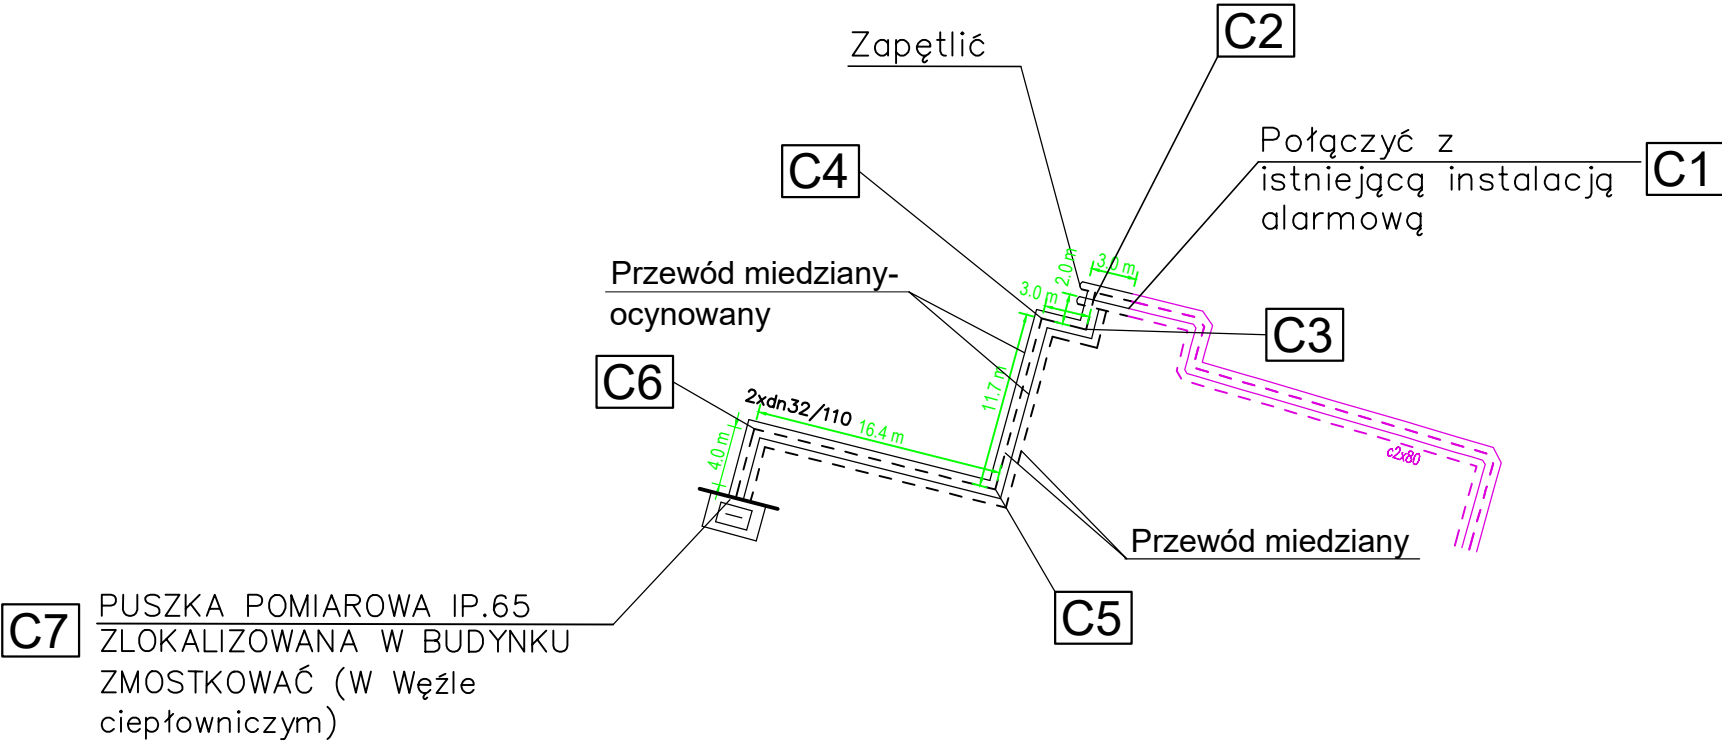 C2
Zapętlić
Połączyć z
istniejącą instalacją
alarmową
C1
C4
2.0 m
3.0 m
3.0 m
Przewód miedziany-
ocynowany
C3
C6
11.7 m
2xdn32/110
16.4 m
4.0 m
c2x80
Przewód miedziany
C5
C7
PUSZKA POMIAROWA IP.65
ZLOKALIZOWANA W BUDYNKU
ZMOSTKOWAĆ (W Węźle
ciepłowniczym)